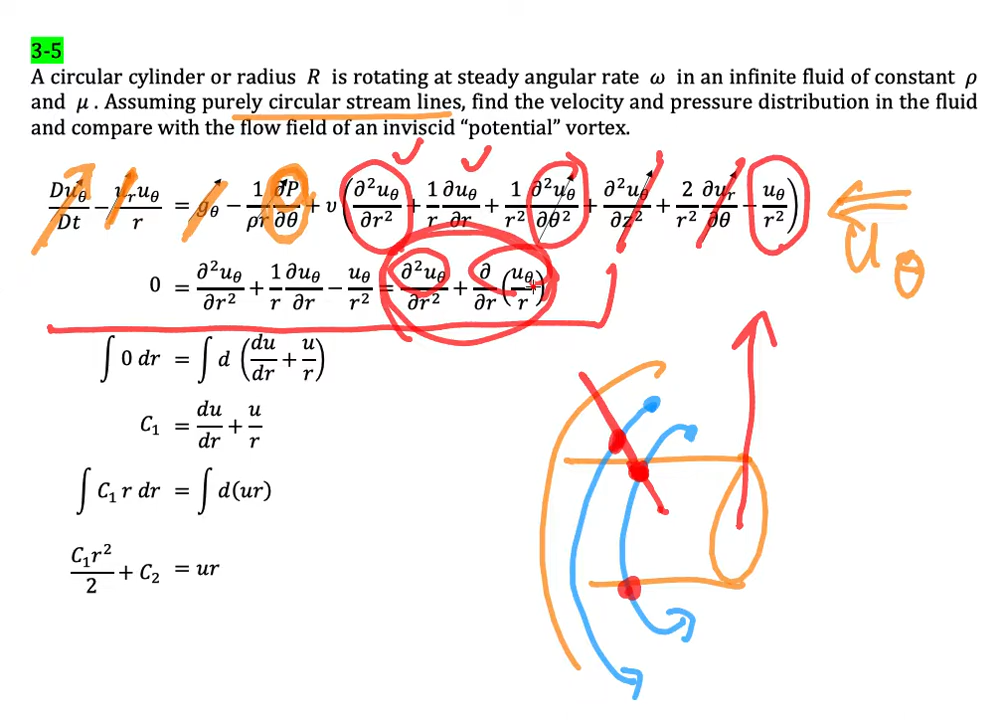 3-5
A circular cylinder or radius R is rotating at steady angular rate ω in an infinite fluid of constant ρ
and μ . Assuming purely circular stream lines, find the velocity and pressure distribution in the fluid
and compare with the flow field of an inviscid “potential” vortex.
Du_θ/Dt − u_r u_θ/r = g_θ − 1/(ρr) ∂P/∂θ + υ(∂²u_θ/∂r² + 1/r ∂u_θ/∂r + 1/r² ∂²u_θ/∂θ² + ∂²u_θ/∂z² + 2/r² ∂u_r/∂θ − u_θ/r²)
u_θ
0 = ∂²u_θ/∂r² + 1/r ∂u_θ/∂r − u_θ/r² = ∂²u_θ/∂r² + ∂/∂r (u_θ/r)
∫ 0 dr = ∫ d (du/dr + u/r)
C₁ = du/dr + u/r
∫ C₁ r dr = ∫ d(ur)
C₁r²/2 + C₂ = ur